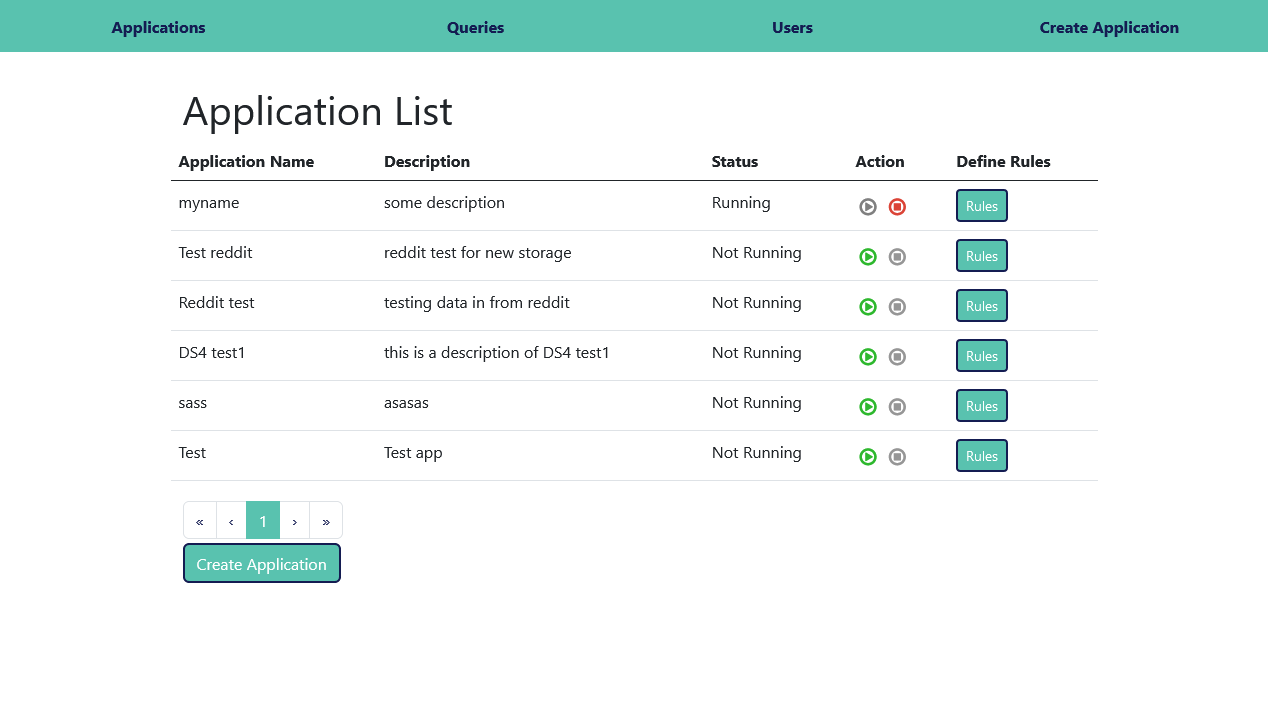 Applications Queries Users Create Application
Application List
Application Name Description Status Action Define Rules
myname some description Running Rules
Test reddit reddit test for new storage Not Running Rules
Reddit test testing data in from reddit Not Running Rules
DS4 test1 this is a description of DS4 test1 Not Running Rules
sass asasas Not Running Rules
Test Test app Not Running Rules
« ‹ 1 › »
Create Application